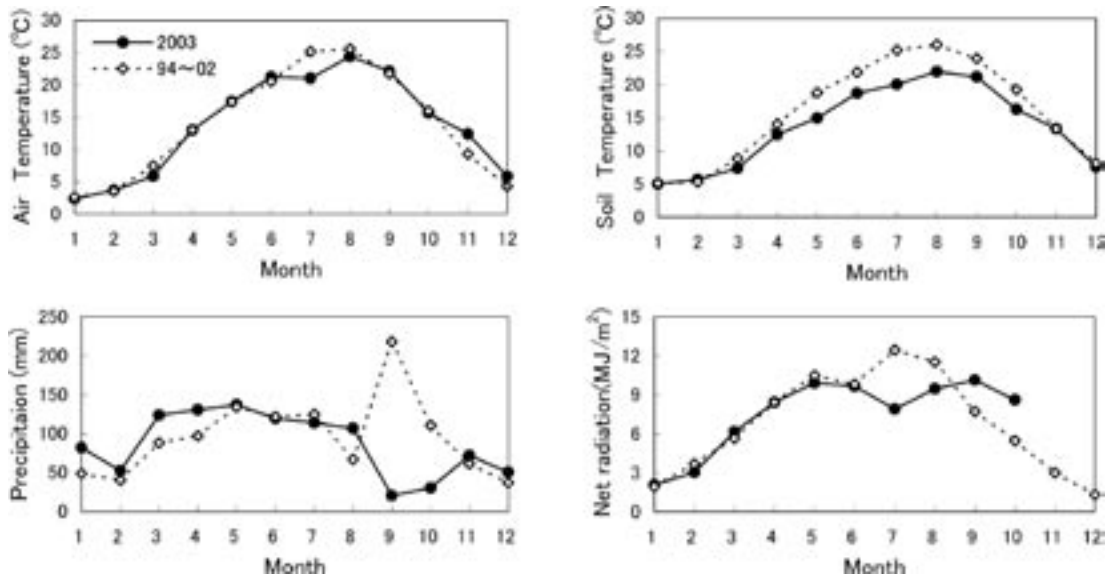 Air Temperature (℃)
30
25
20
15
10
5
0
2003
94〜02
1 2 3 4 5 6 7 8 9 10 11 12
Month
Soil Temperature (℃)
30
25
20
15
10
5
0
1 2 3 4 5 6 7 8 9 10 11 12
Month
Precipitaion (mm)
250
200
150
100
50
0
1 2 3 4 5 6 7 8 9 10 11 12
Month
Net radiation(MJ/m²)
15
12
9
6
3
0
1 2 3 4 5 6 7 8 9 10 11 12
Month